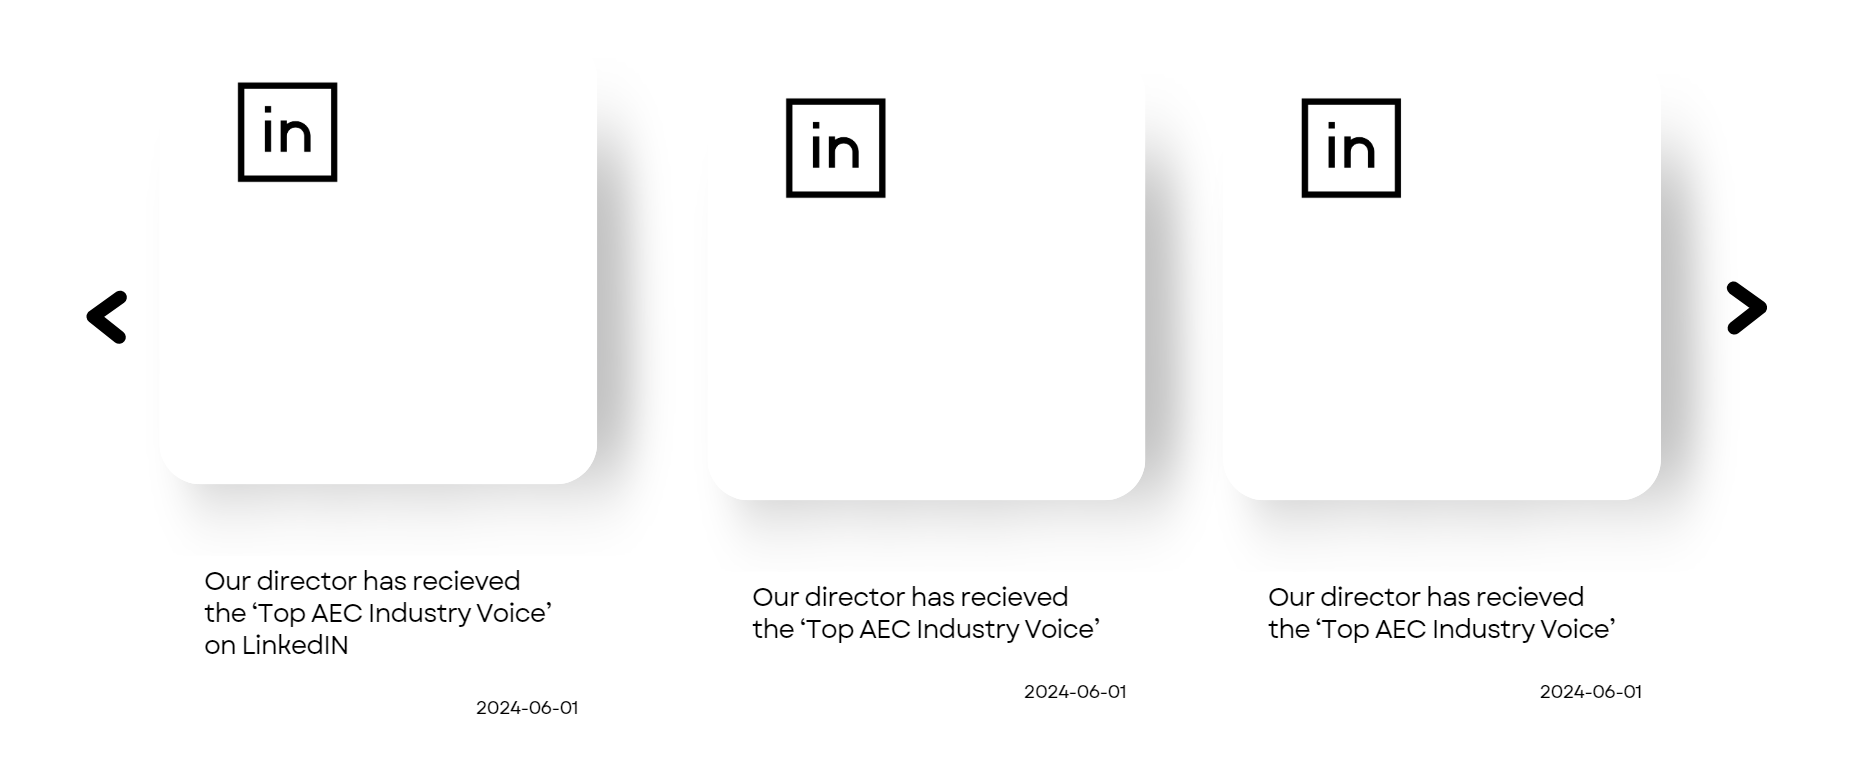 in
in
in
Our director has recieved
the ‘Top AEC Industry Voice’
on LinkedIN
2024-06-01
Our director has recieved
the ‘Top AEC Industry Voice’
2024-06-01
Our director has recieved
the ‘Top AEC Industry Voice’
2024-06-01